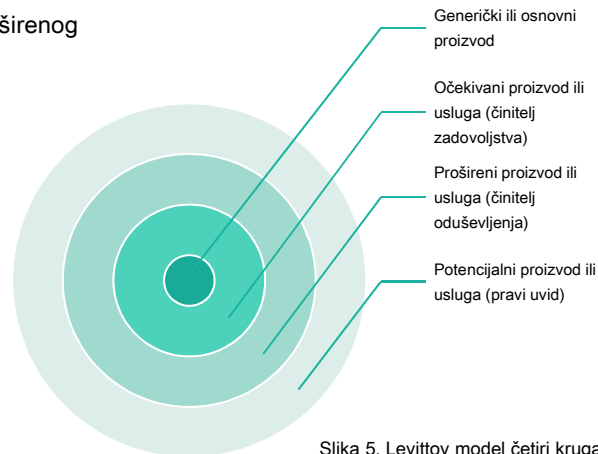 širenog
Generički ili osnovni
proizvod
Očekivani proizvod ili
usluga (činitelj
zadovoljstva)
Prošireni proizvod ili
usluga (činitelj
oduševljenja)
Potencijalni proizvod ili
usluga (pravi uvid)
Slika 5. Levittov model četiri kruga